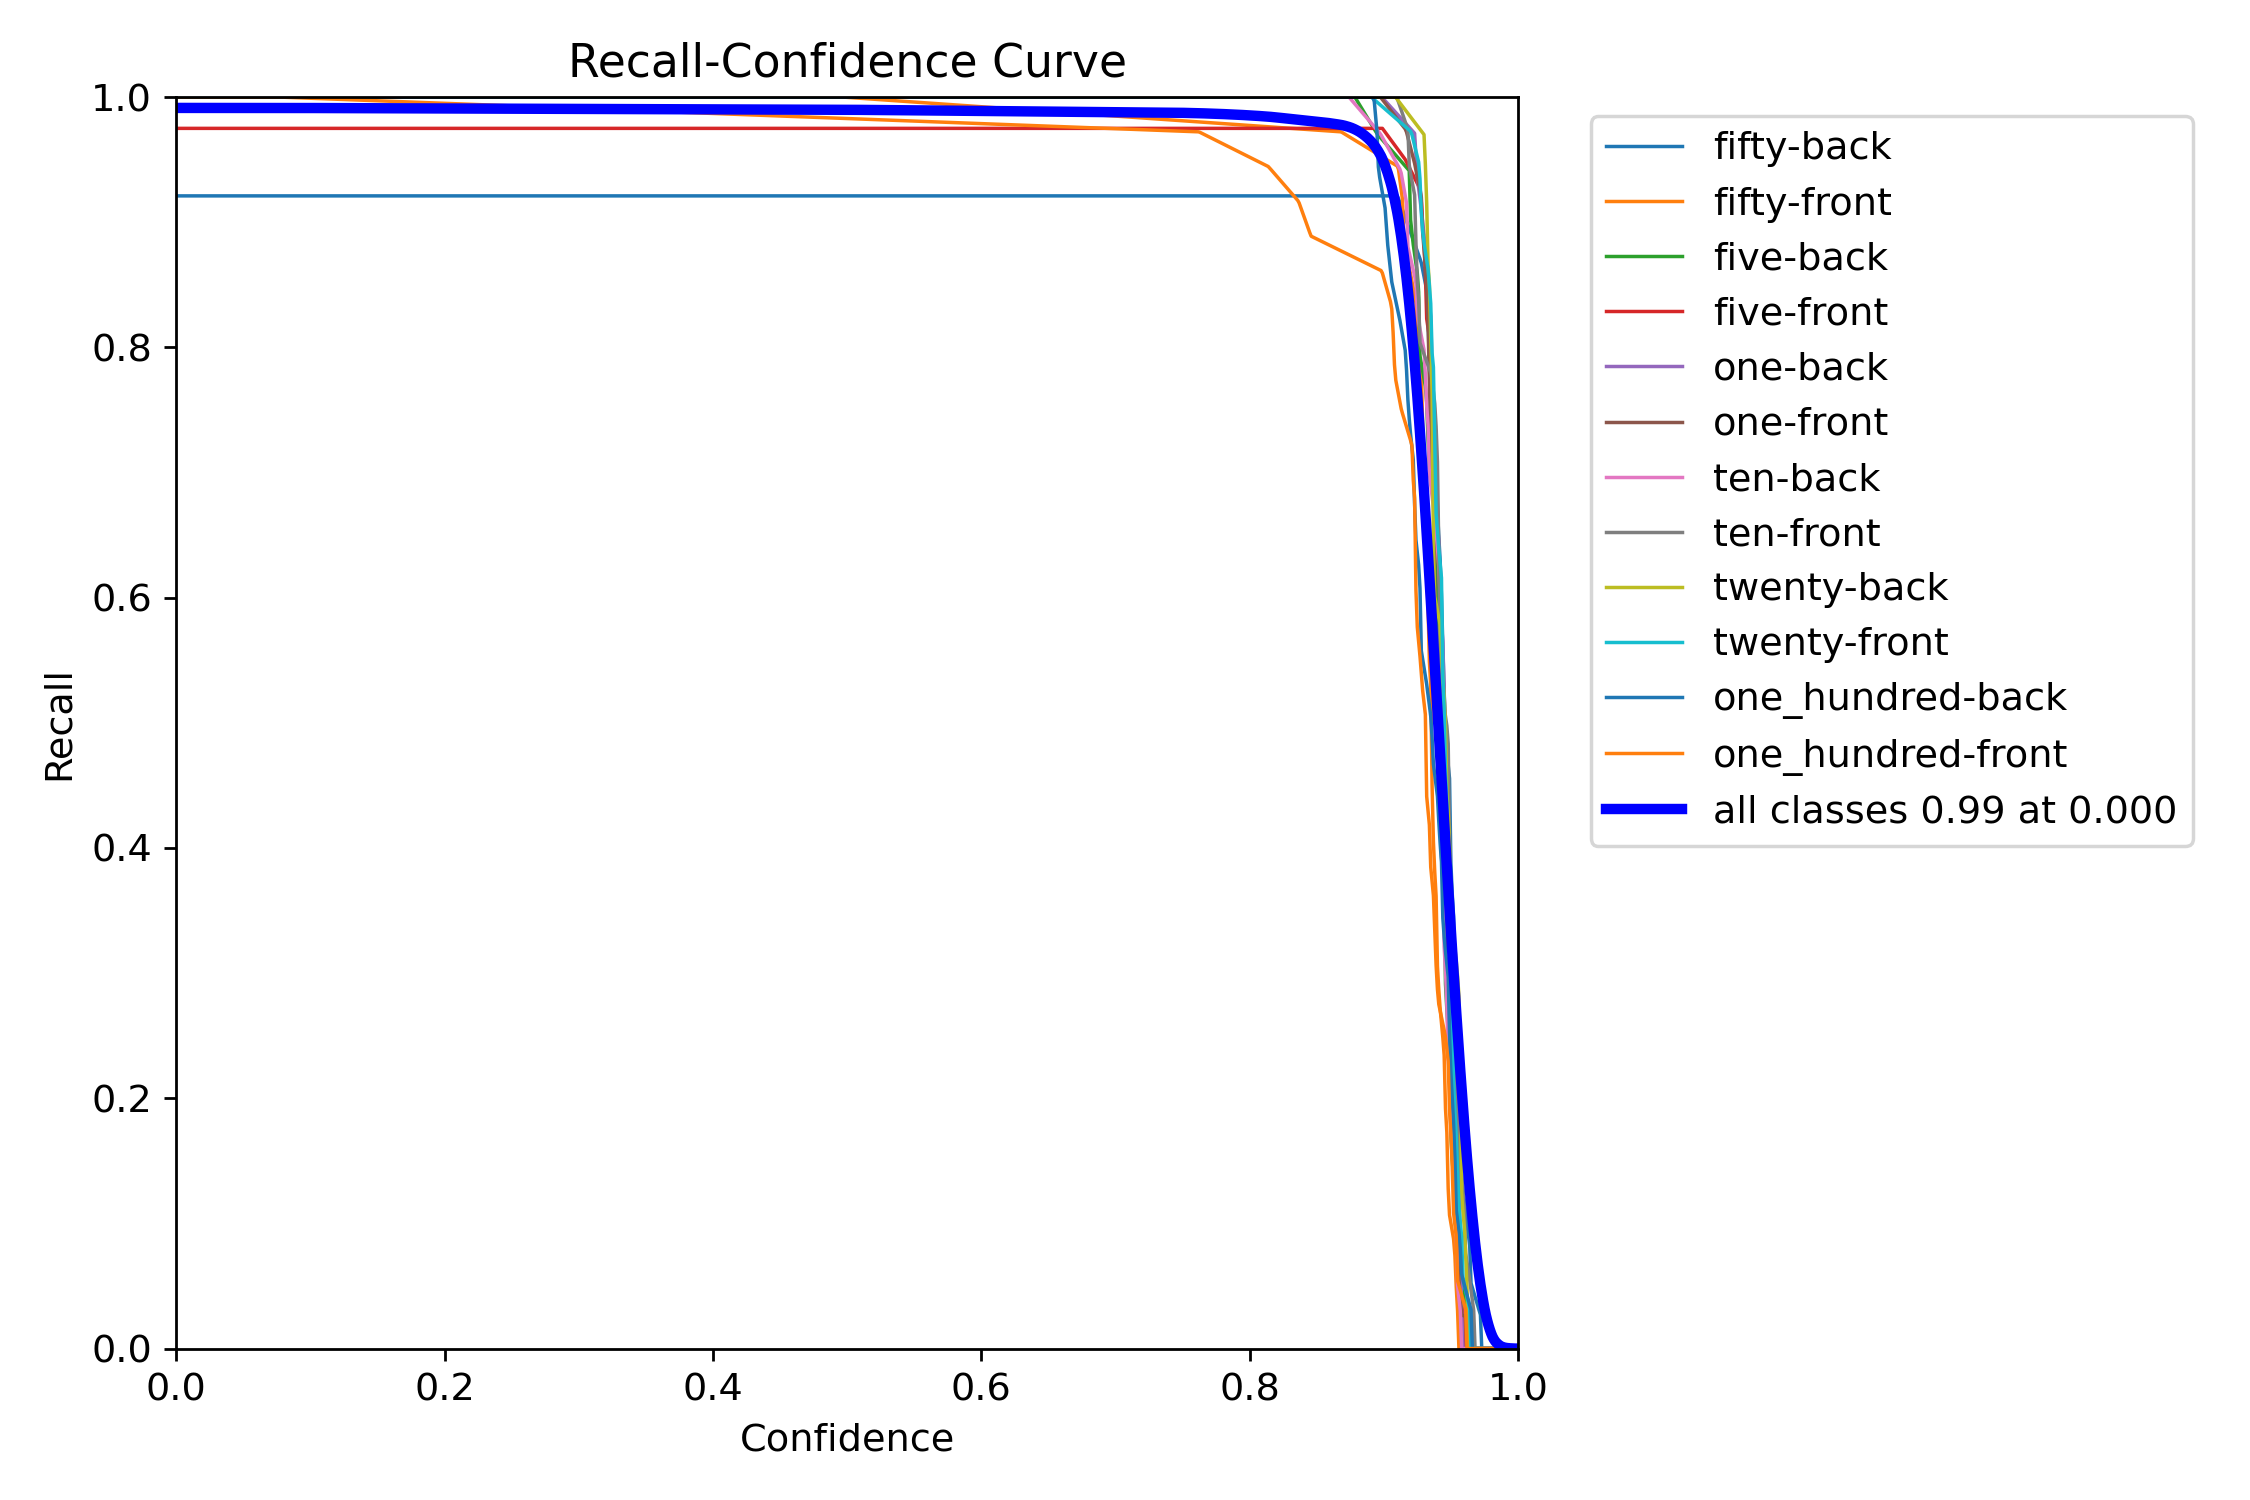 Recall-Confidence Curve
1.0
0.8
0.6
0.4
0.2
0.0
Recall
0.0 0.2 0.4 0.6 0.8 1.0
Confidence
fifty-back
fifty-front
five-back
five-front
one-back
one-front
ten-back
ten-front
twenty-back
twenty-front
one_hundred-back
one_hundred-front
all classes 0.99 at 0.000